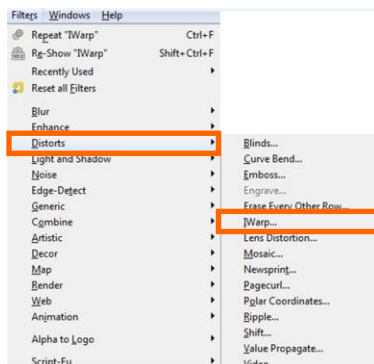 Filters Windows Help
Repeat "IWarp" Ctrl+F
Re-Show "IWarp" Shift+Ctrl+F
Recently Used
Reset all Filters
Blur
Enhance
Distorts
Light and Shadow
Noise
Edge-Detect
Generic
Combine
Artistic
Decor
Map
Render
Web
Animation
Alpha to Logo
Script-Fu
Blinds...
Curve Bend...
Emboss...
Engrave...
Erase Every Other Row...
IWarp...
Lens Distortion...
Mosaic...
Newsprint...
Pagecurl...
Polar Coordinates...
Ripple...
Shift...
Value Propagate...
Video...